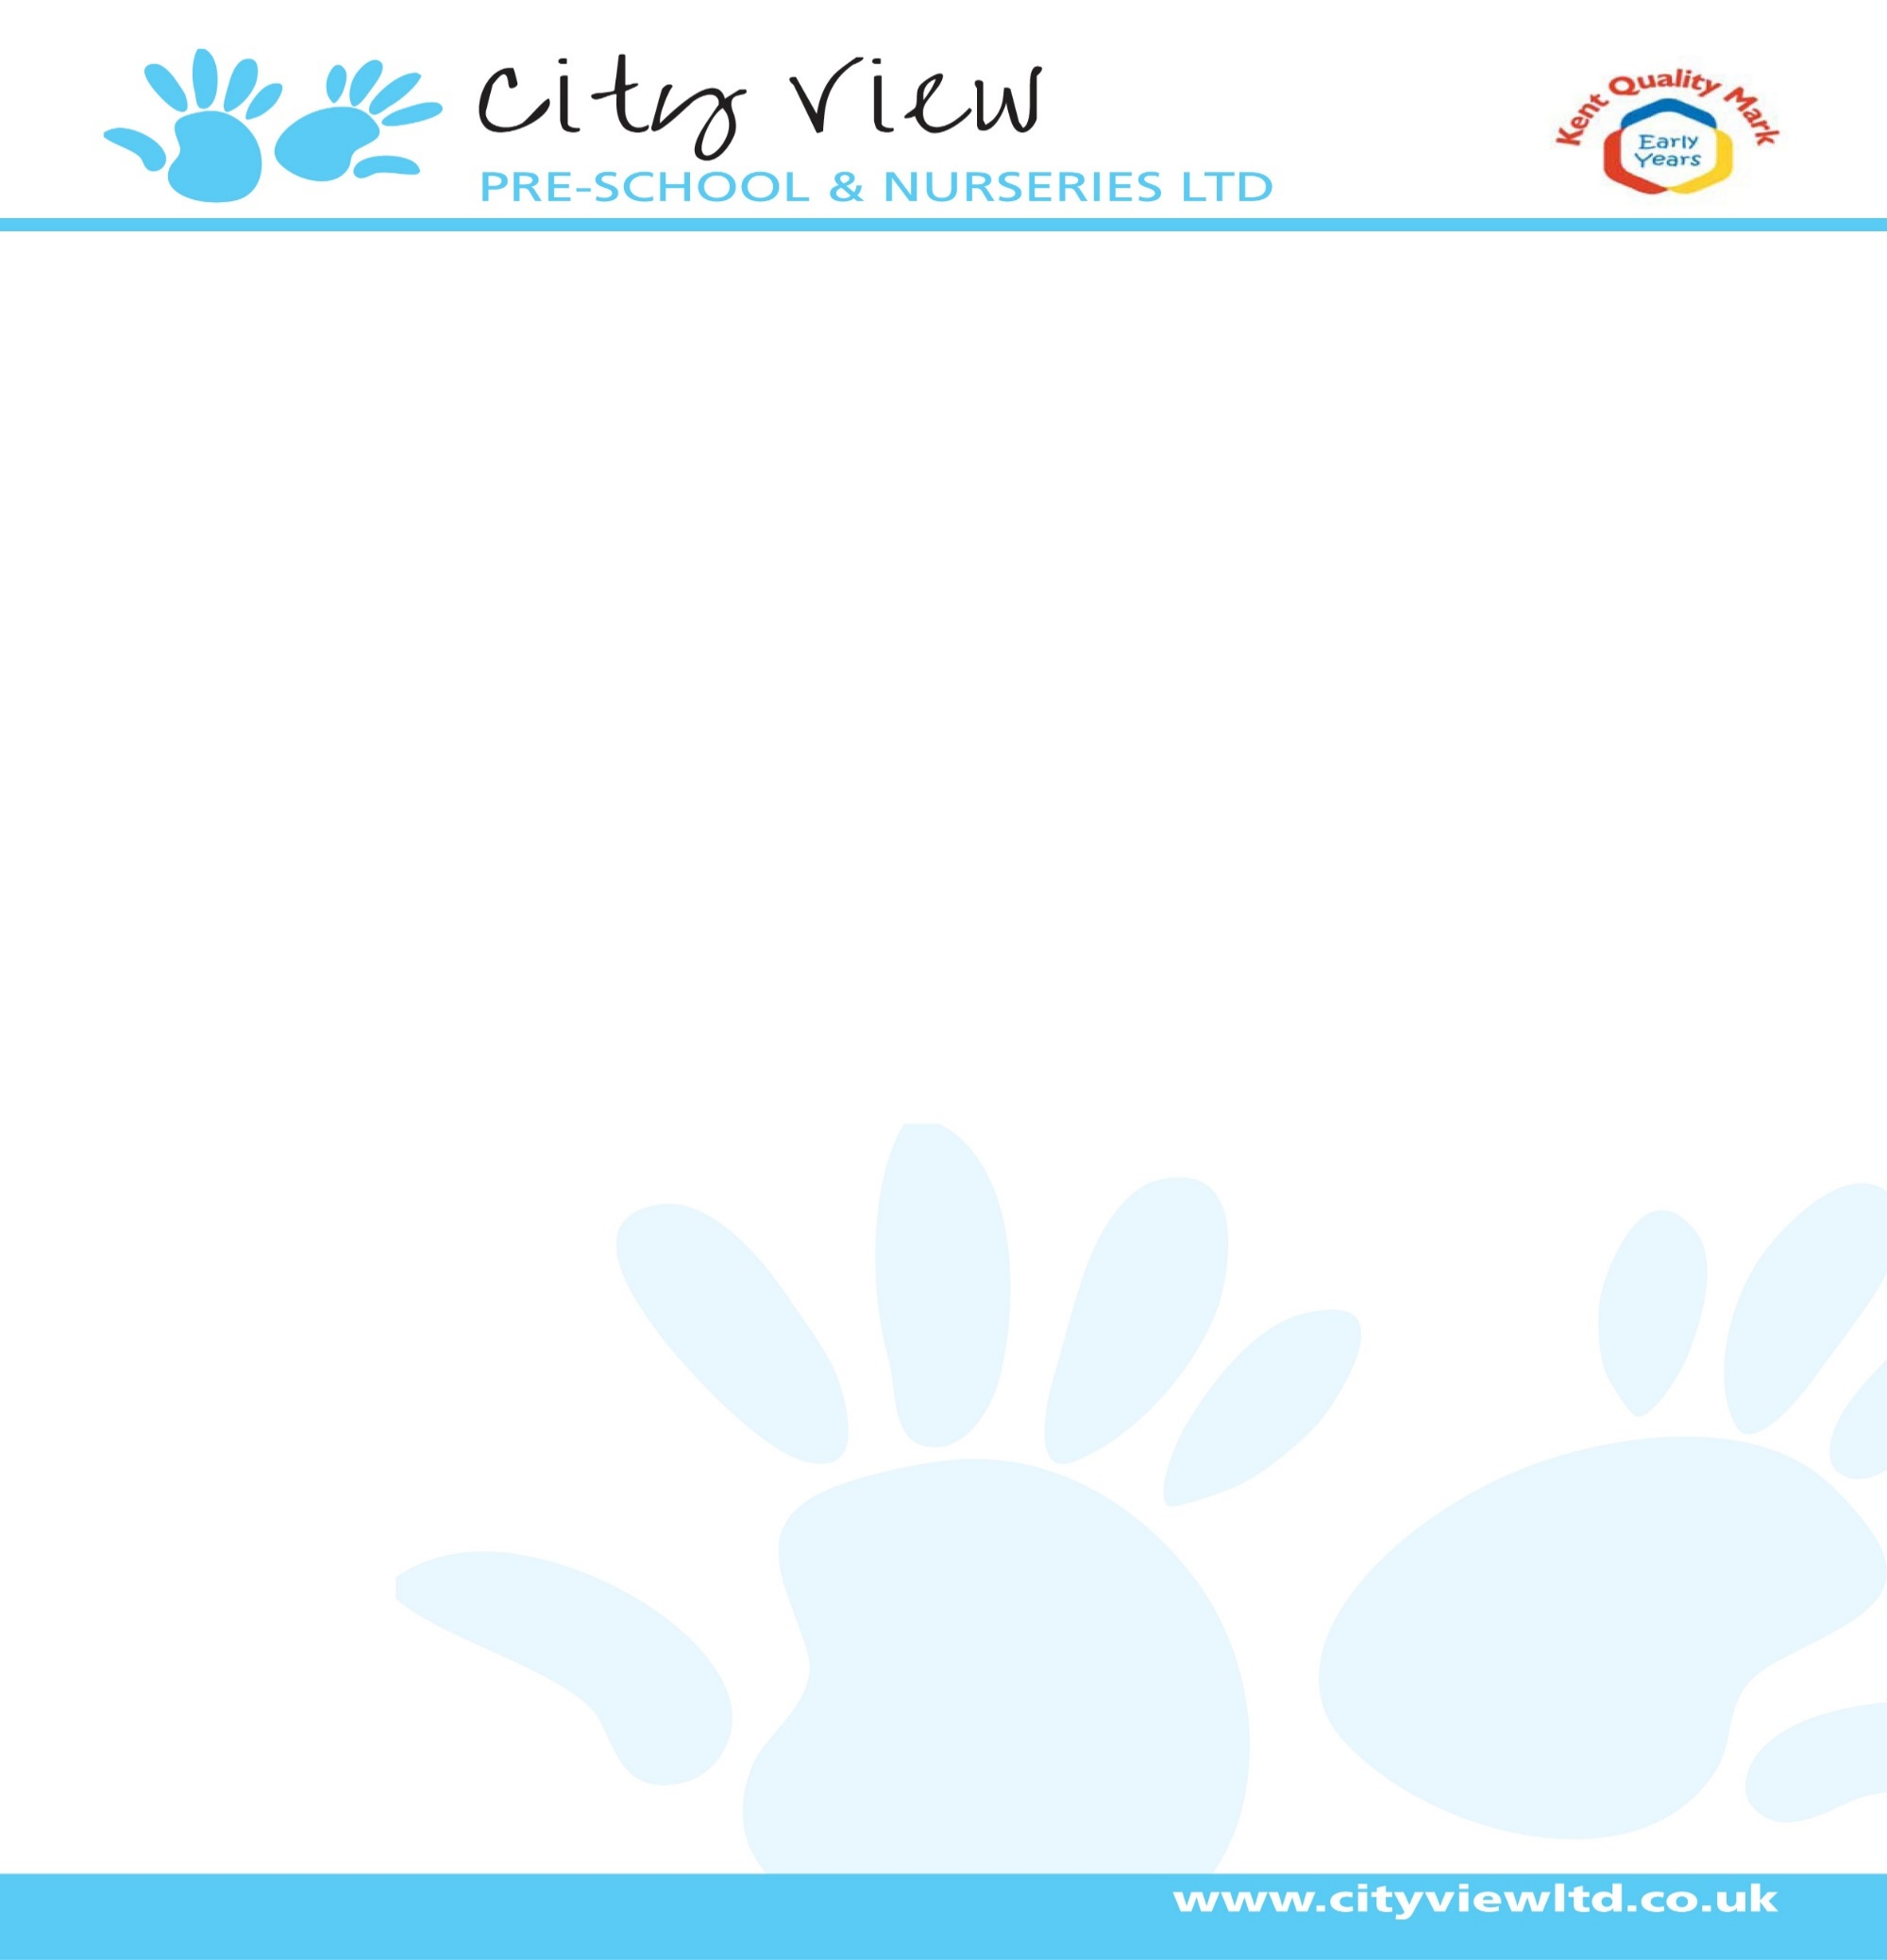 City View
PRE-SCHOOL & NURSERIES LTD
Kent Quality Mark
Early
Years
www.cityviewltd.co.uk